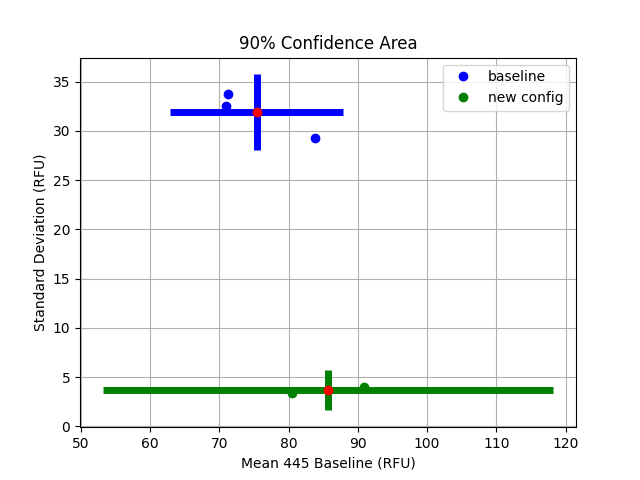 90% Confidence Area
baseline
new config
Standard Deviation (RFU)
35
30
25
20
15
10
5
0
50 60 70 80 90 100 110 120
Mean 445 Baseline (RFU)